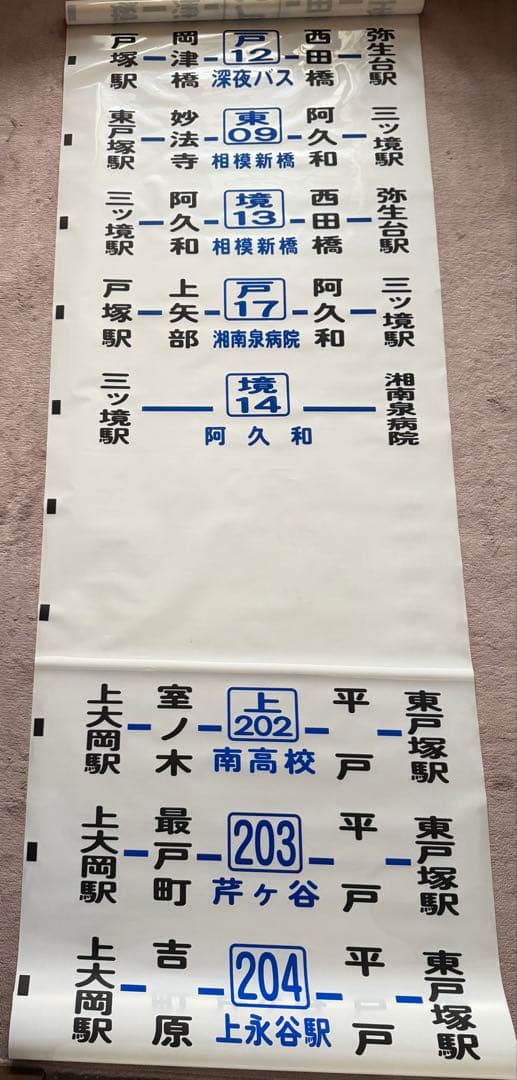 戸塚駅 岡津橋 戸12 深夜バス 西田橋 弥生台駅
東戸塚駅 妙法寺 東09 相模新橋 阿久和 三ッ境駅
三ッ境駅 阿久和 境13 相模新橋 西田橋 弥生台駅
戸塚駅 上矢部 戸17 湘南泉病院 阿久和 三ッ境駅
三ッ境駅 境14 阿久和 湘南泉病院
上大岡駅 室ノ木 上202 南高校 平戸 東戸塚駅
上大岡駅 最戸町 203 芹ヶ谷 平戸 東戸塚駅
上大岡駅 吉原 204 上永谷駅 平戸 東戸塚駅